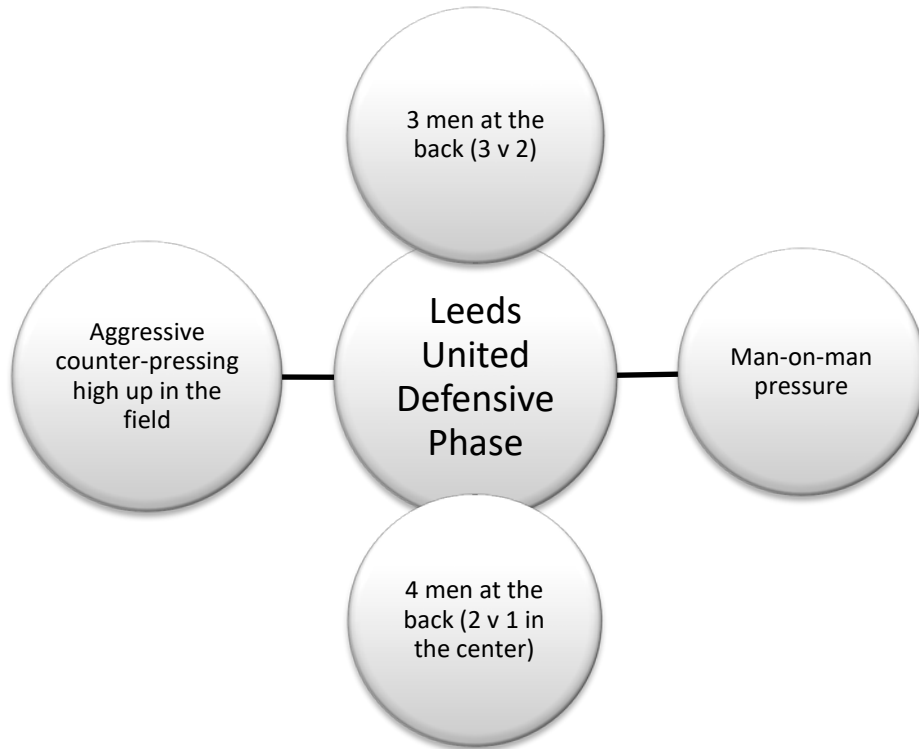 3 men at the
back (3 v 2)
Aggressive
counter-pressing
high up in the
field
Leeds
United
Defensive
Phase
Man-on-man
pressure
4 men at the
back (2 v 1 in
the center)